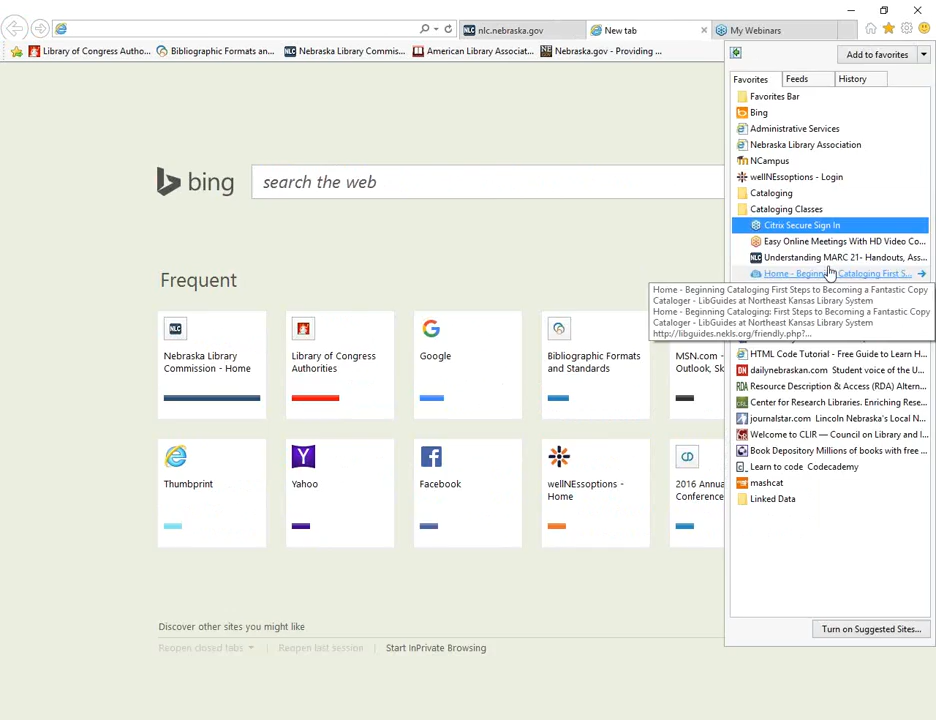 nlc.nebraska.gov
New tab
My Webinars
Library of Congress Autho...
Bibliographic Formats an...
Nebraska Library Commis...
American Library Associat...
Nebraska.gov - Providing ...
Add to favorites
Favorites
Feeds
History
Favorites Bar
Bing
Administrative Services
Nebraska Library Association
NCampus
wellNEssoptions - Login
Cataloging
Cataloging Classes
Citrix Secure Sign In
Easy Online Meetings With HD Video Co...
Understanding MARC 21- Handouts, Ass...
Home - Beginning Cataloging First S...
Home - Beginning Cataloging First Steps to Becoming a Fantastic Copy
Cataloger - LibGuides at Northeast Kansas Library System
Home - Beginning Cataloging: First Steps to Becoming a Fantastic Copy
Cataloger - LibGuides at Northeast Kansas Library System
http://libguides.nekls.org/friendly.php?...
HTML Code Tutorial - Free Guide to Learn H...
dailynebraskan.com Student voice of the U...
Resource Description & Access (RDA) Altern...
Center for Research Libraries. Enriching Rese...
journalstar.com Lincoln Nebraska's Local N...
Welcome to CLIR — Council on Library and I...
Book Depository Millions of books with free ...
Learn to code Codecademy
mashcat
Linked Data
Turn on Suggested Sites...
bing
search the web
Frequent
NLC
Nebraska Library
Commission - Home
Library of Congress
Authorities
Google
Bibliographic Formats
and Standards
MSN.com -
Outlook, Sk
Thumbprint
Yahoo
Facebook
wellNEssoptions -
Home
2016 Annua
Conference
Discover other sites you might like
Reopen closed tabs
Reopen last session
Start InPrivate Browsing